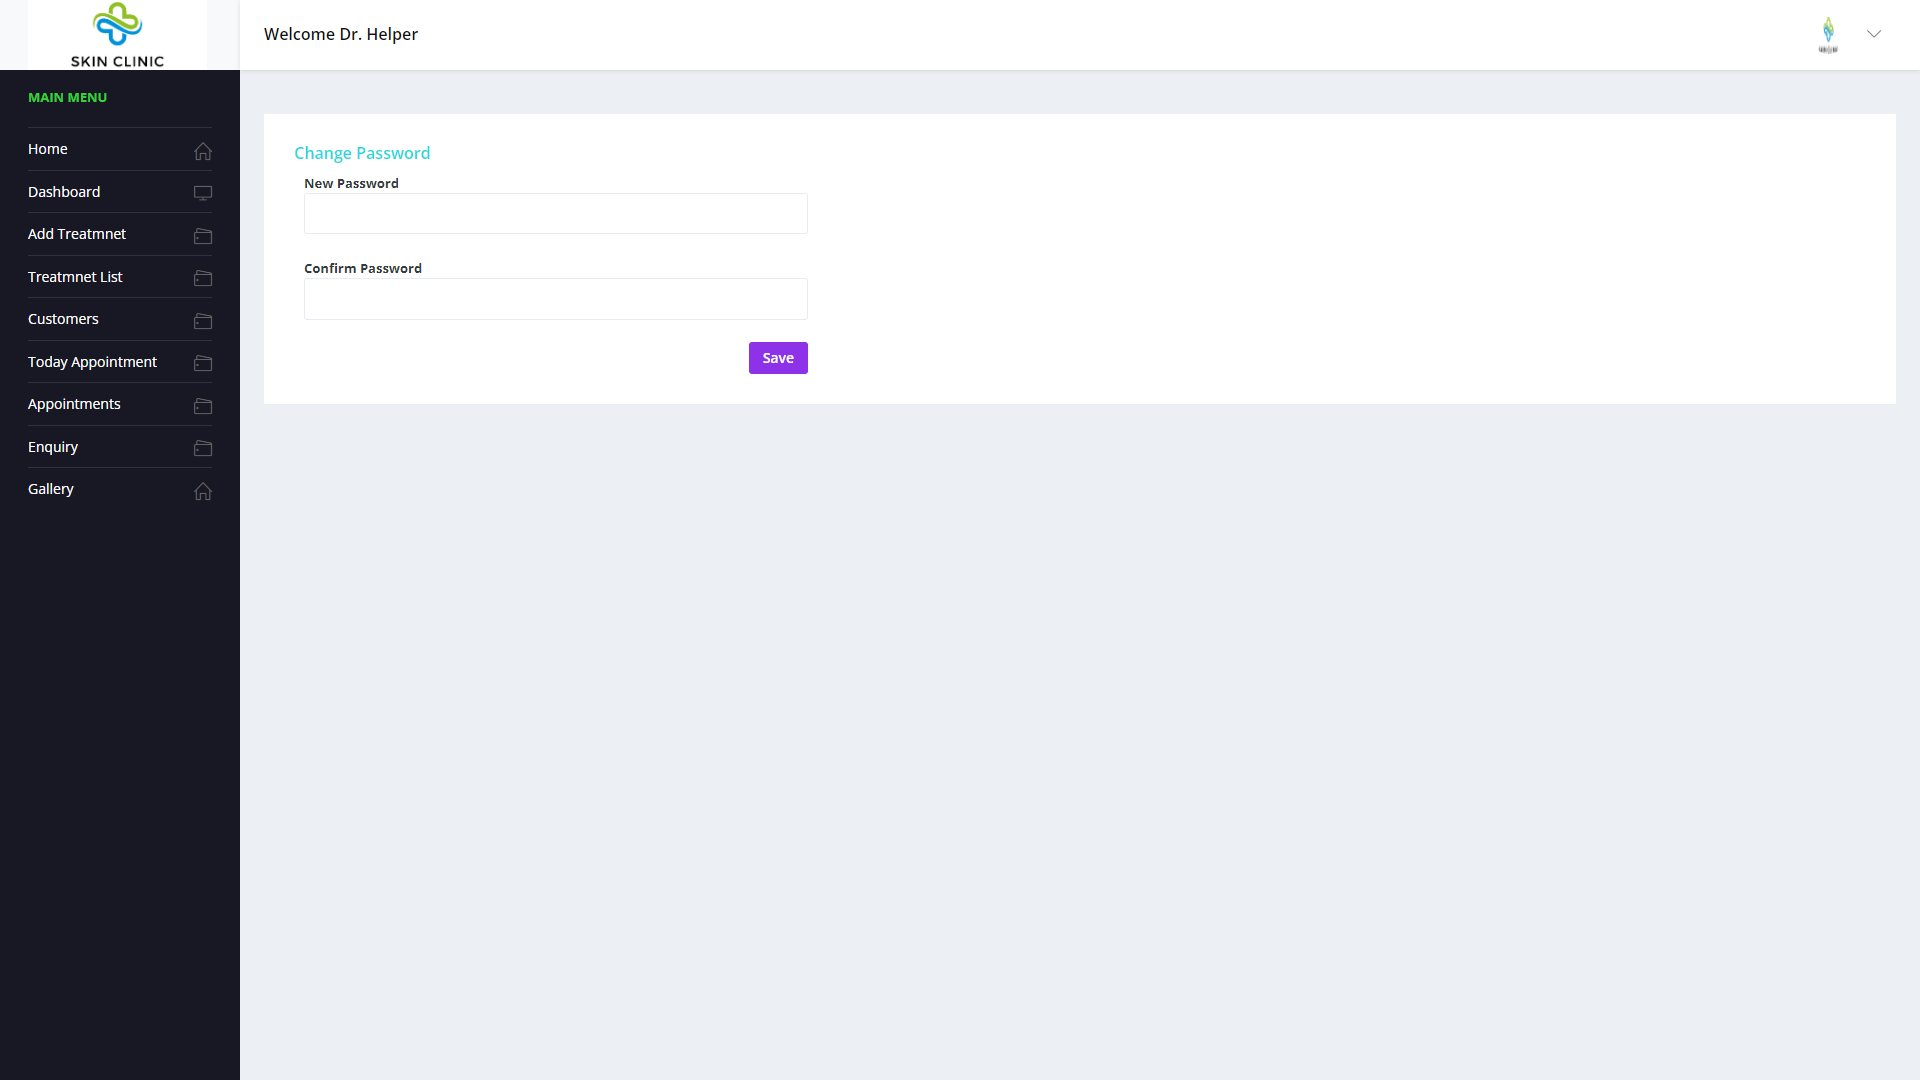 SKIN CLINIC
Welcome Dr. Helper
MAIN MENU
Home
Dashboard
Add Treatmnet
Treatmnet List
Customers
Today Appointment
Appointments
Enquiry
Gallery
Change Password
New Password
Confirm Password
Save